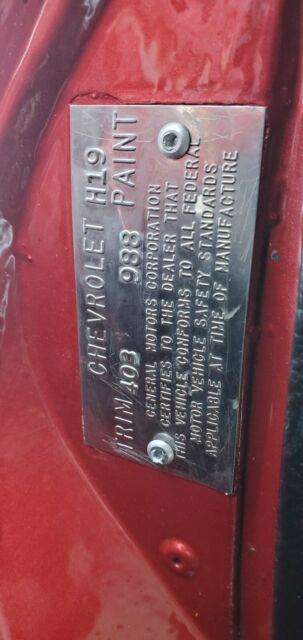 CHEVROLET H19
TRIM 403 988 PAINT
GENERAL MOTORS CORPORATION
CERTIFIES TO THE DEALER THAT
THIS VEHICLE CONFORMS TO ALL FEDERAL
MOTOR VEHICLE SAFETY STANDARDS
APPLICABLE AT TIME OF MANUFACTURE